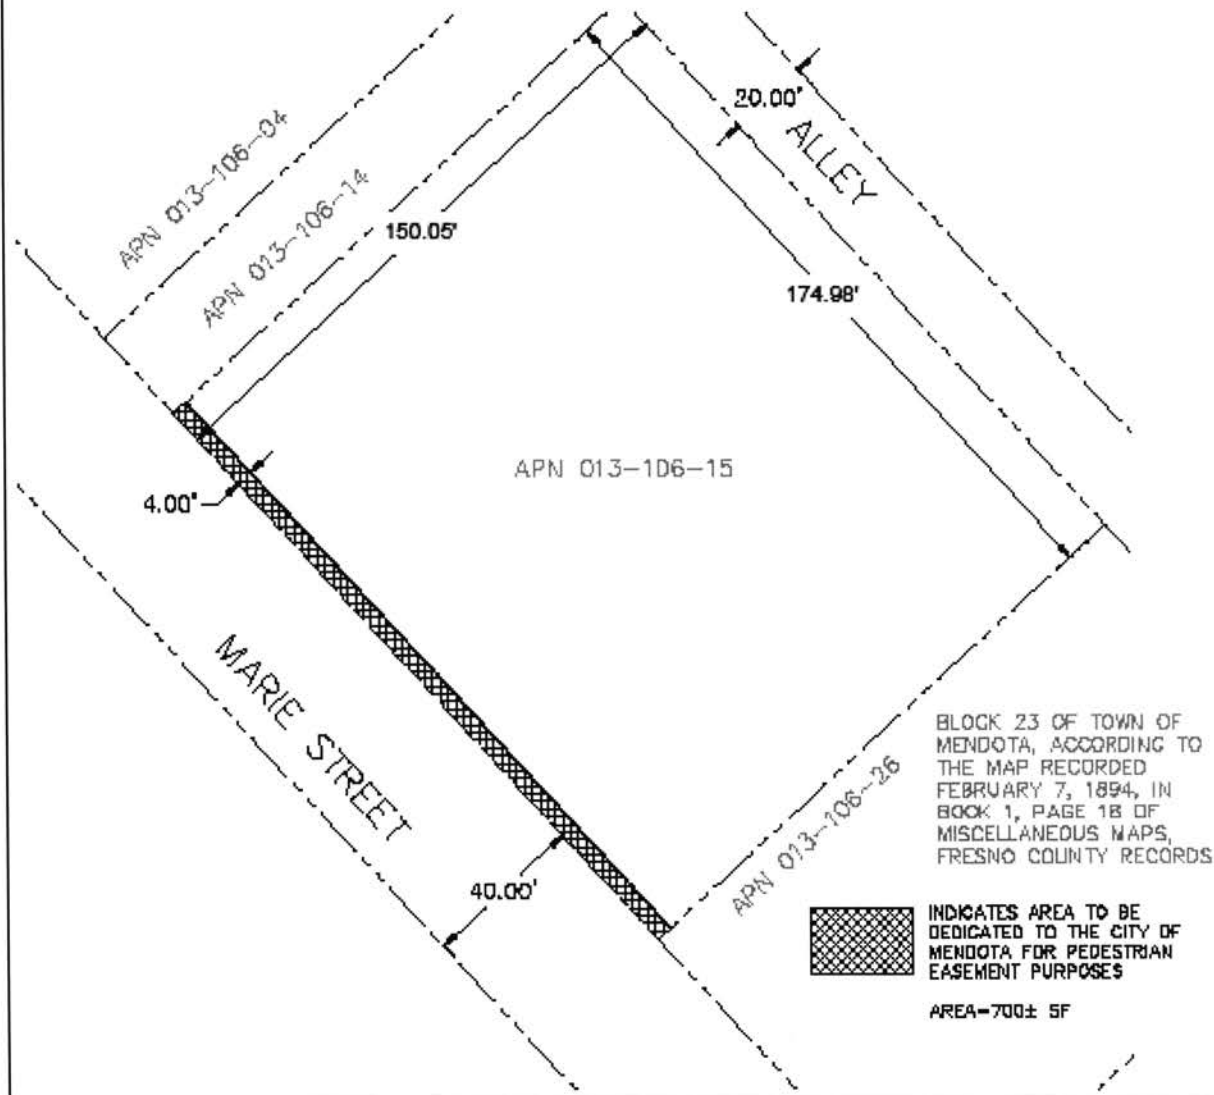 20.00'
ALLEY
APN 013-106-04
APN 013-106-14
150.05'
174.98'
APN 013-106-15
4.00'
MARIE STREET
40.00'
APN 013-106-26
BLOCK 23 OF TOWN OF
MENDOTA, ACCORDING TO
THE MAP RECORDED
FEBRUARY 7, 1894, IN
BOOK 1, PAGE 18 OF
MISCELLANEOUS MAPS,
FRESNO COUNTY RECORDS
INDICATES AREA TO BE
DEDICATED TO THE CITY OF
MENDOTA FOR PEDESTRIAN
EASEMENT PURPOSES
AREA=700± SF